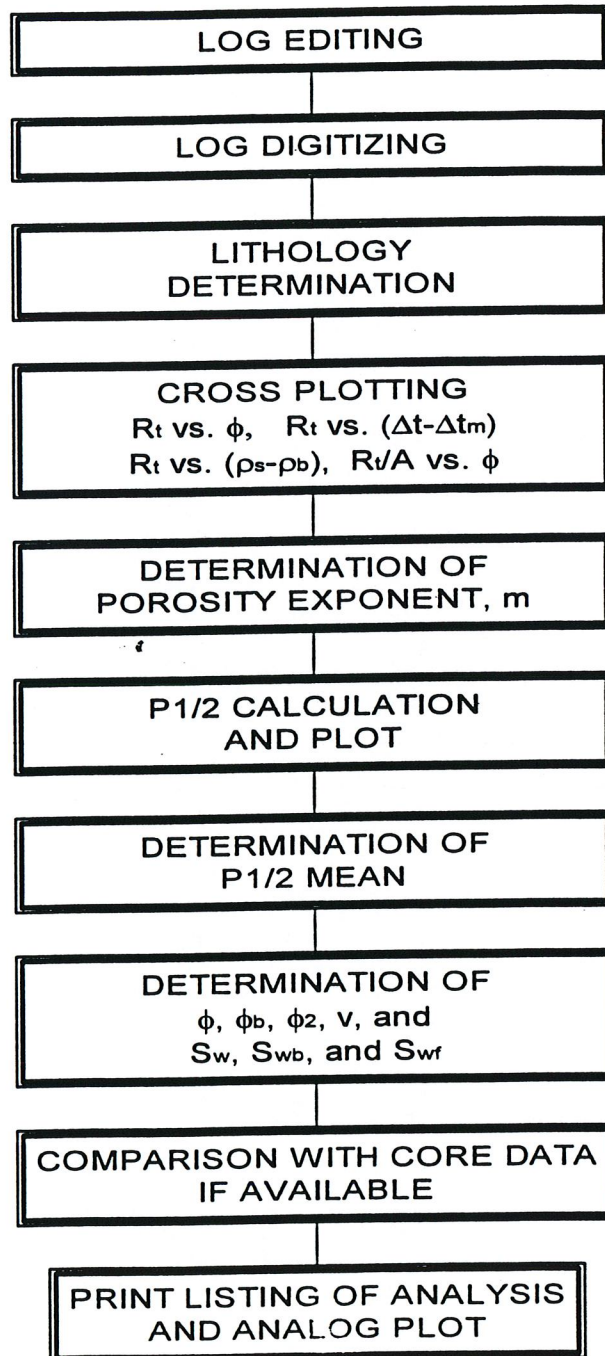 LOG EDITING
LOG DIGITIZING
LITHOLOGY
DETERMINATION
CROSS PLOTTING
Rt vs. ϕ, Rt vs. (Δt-Δtm)
Rt vs. (ρs-ρb), Rt/A vs. ϕ
DETERMINATION OF
POROSITY EXPONENT, m
P1/2 CALCULATION
AND PLOT
DETERMINATION OF
P1/2 MEAN
DETERMINATION OF
ϕ, ϕb, ϕ2, v, and
Sw, Swb, and Swf
COMPARISON WITH CORE DATA
IF AVAILABLE
PRINT LISTING OF ANALYSIS
AND ANALOG PLOT